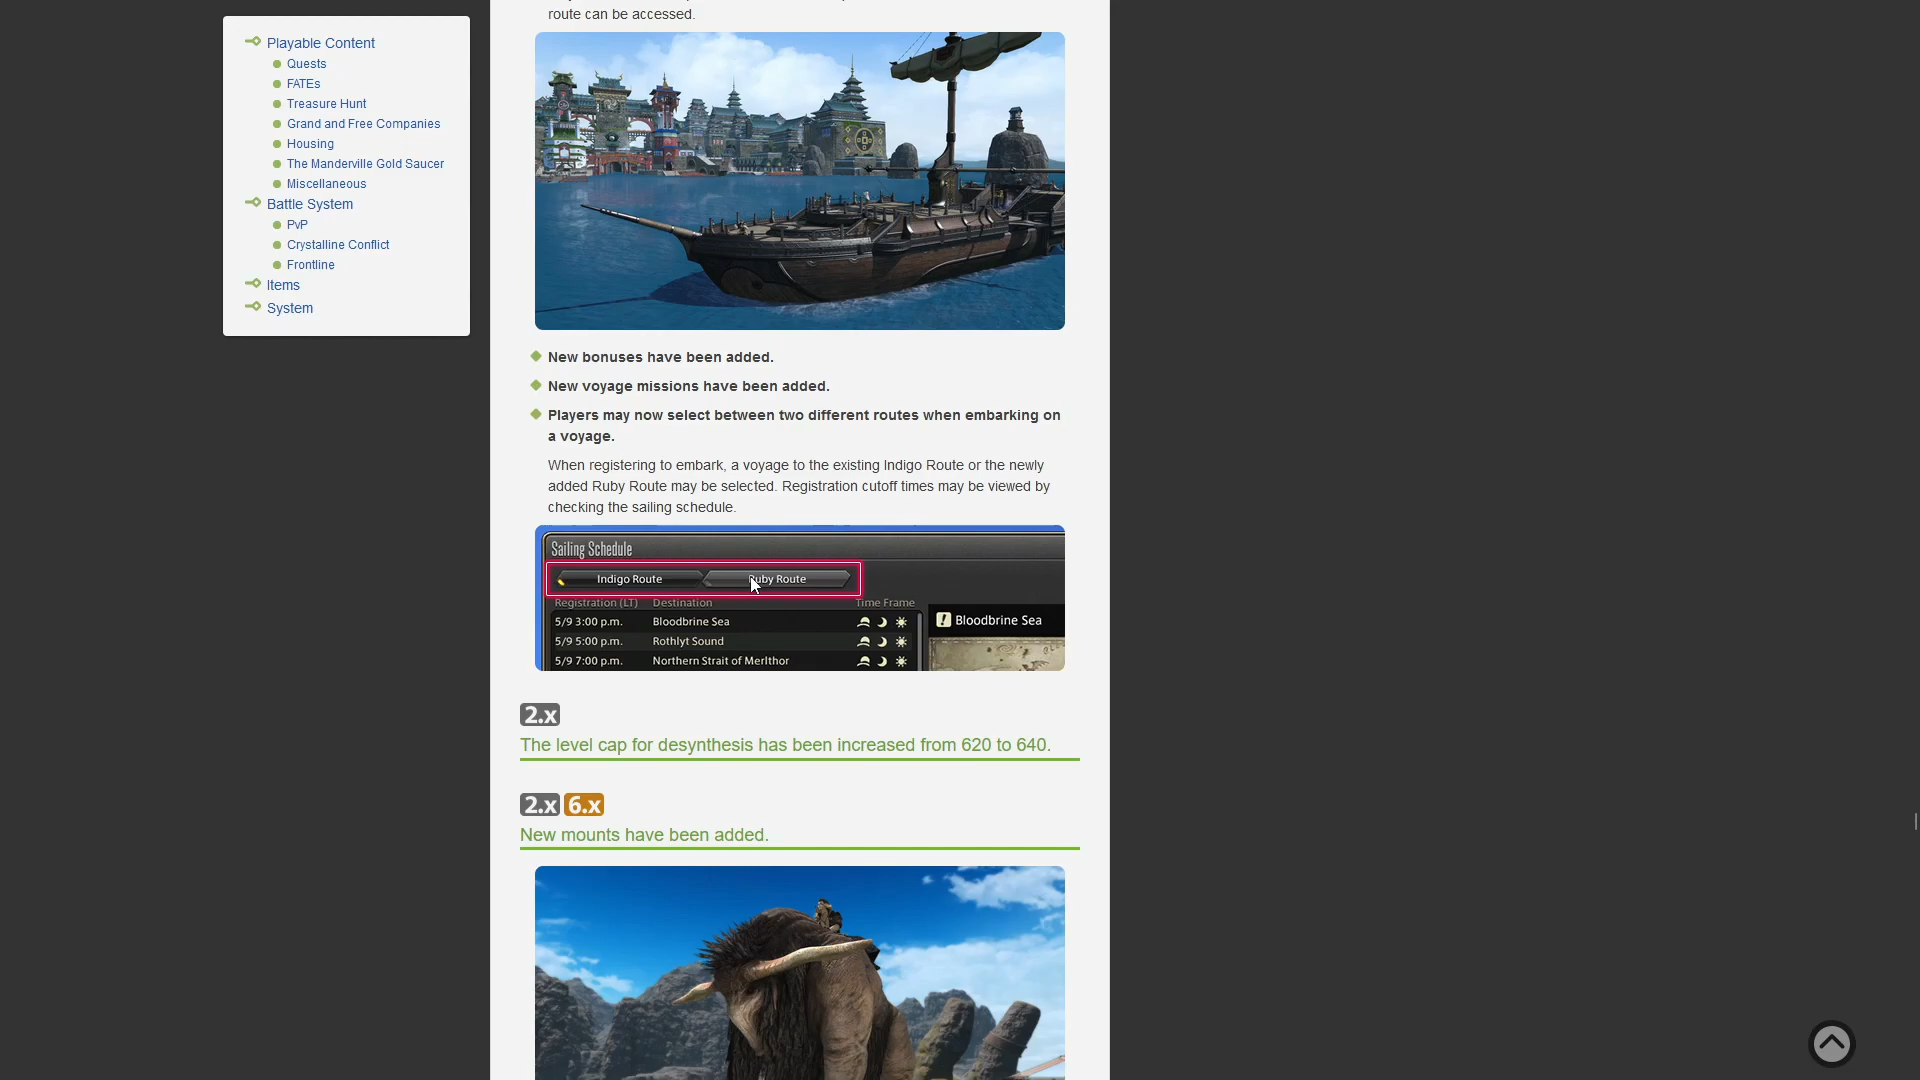 Playable Content
Quests
FATEs
Treasure Hunt
Grand and Free Companies
Housing
The Manderville Gold Saucer
Miscellaneous
Battle System
PvP
Crystalline Conflict
Frontline
Items
System
route can be accessed.
New bonuses have been added.
New voyage missions have been added.
Players may now select between two different routes when embarking on
a voyage.
When registering to embark, a voyage to the existing Indigo Route or the newly
added Ruby Route may be selected. Registration cutoff times may be viewed by
checking the sailing schedule.
Sailing Schedule
Indigo Route Ruby Route
Registration (LT) Destination Time Frame
5/9 3:00 p.m. Bloodbrine Sea
5/9 5:00 p.m. Rothlyt Sound
5/9 7:00 p.m. Northern Strait of Merlthor
Bloodbrine Sea
2.x
The level cap for desynthesis has been increased from 620 to 640.
2.x 6.x
New mounts have been added.